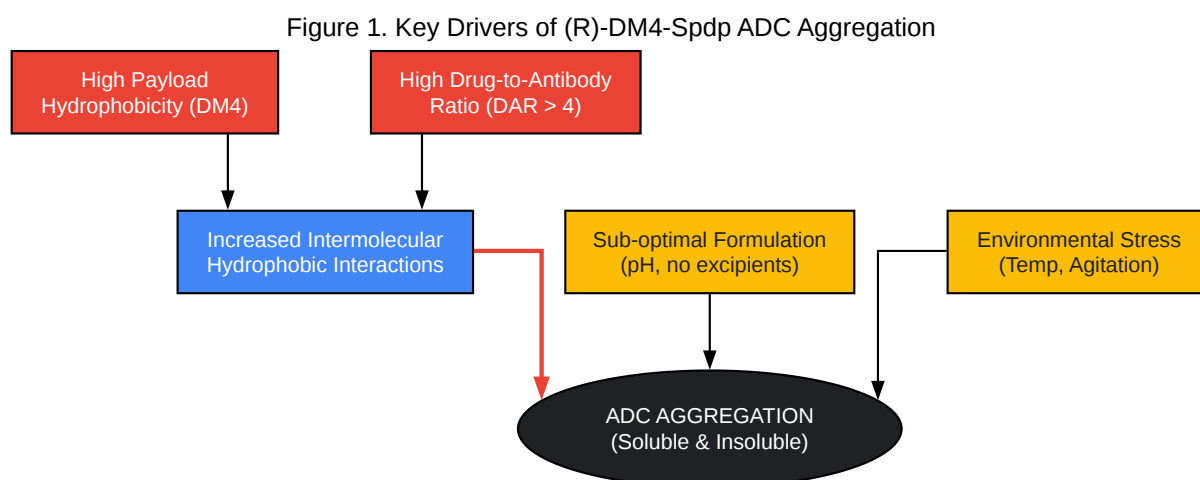 Figure 1. Key Drivers of (R)-DM4-Spdp ADC Aggregation
High Payload
Hydrophobicity (DM4)
High Drug-to-Antibody
Ratio (DAR > 4)
Increased Intermolecular
Hydrophobic Interactions
Sub-optimal Formulation
(pH, no excipients)
Environmental Stress
(Temp, Agitation)
ADC AGGREGATION
(Soluble & Insoluble)